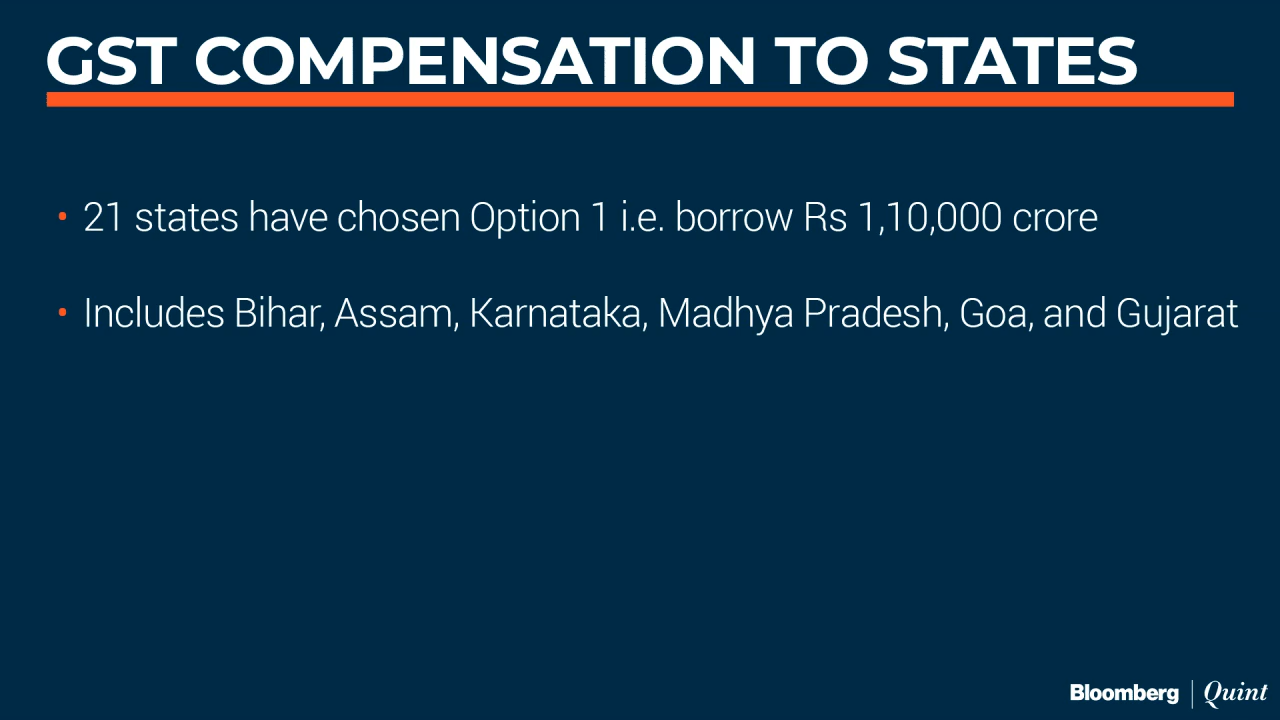 GST COMPENSATION TO STATES
• 21 states have chosen Option 1 i.e. borrow Rs 1,10,000 crore
• Includes Bihar, Assam, Karnataka, Madhya Pradesh, Goa, and Gujarat
Bloomberg | Quint